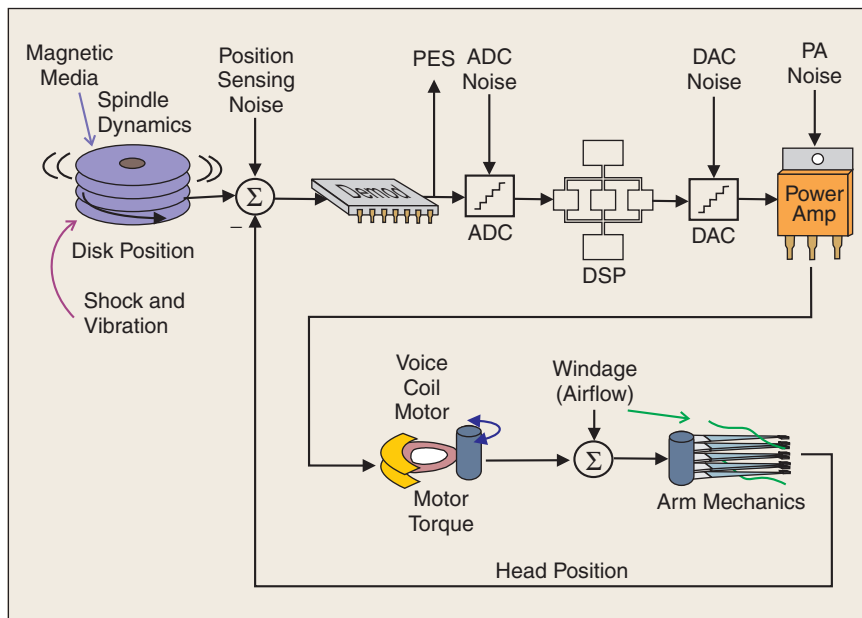 Magnetic
Media
Spindle
Dynamics
Position
Sensing
Noise
PES
ADC
Noise
DAC
Noise
PA
Noise
Σ
–
Demod
ADC
DSP
DAC
Power
Amp
Disk Position
Shock and
Vibration
Voice
Coil
Motor
Windage
(Airflow)
Σ
Motor
Torque
Arm Mechanics
Head Position